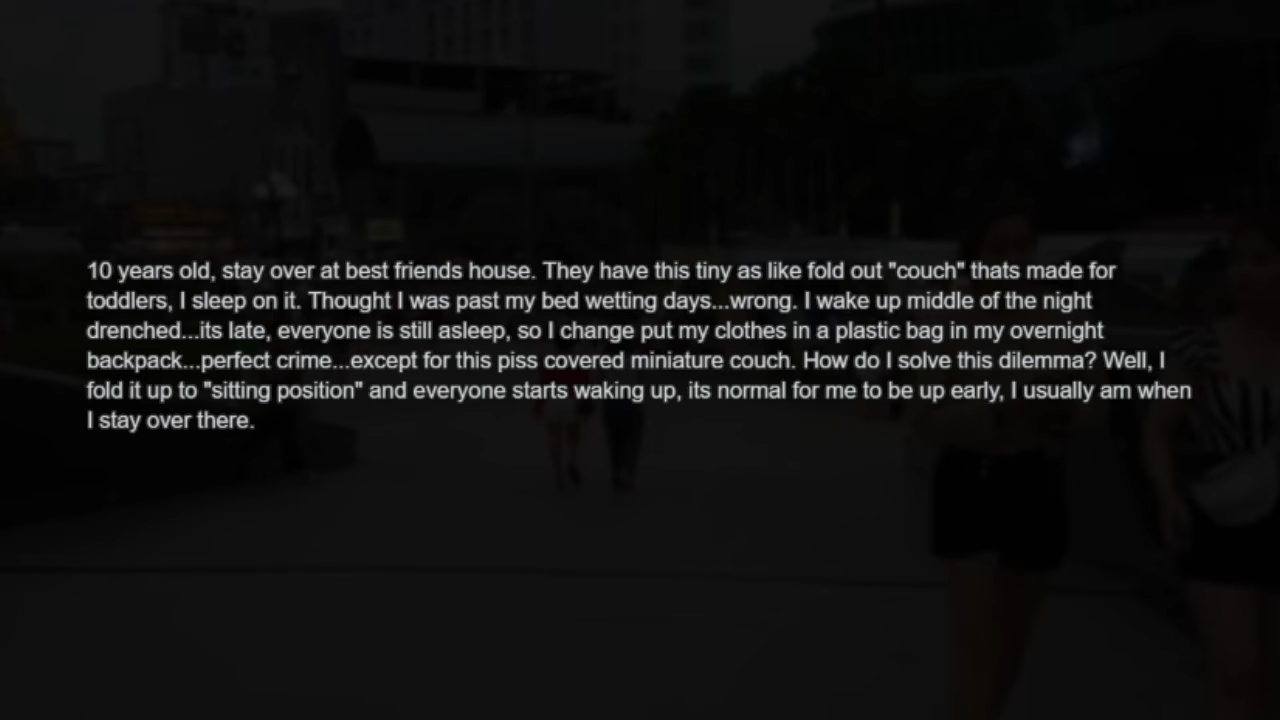 10 years old, stay over at best friends house. They have this tiny as like fold out "couch" thats made for
toddlers, I sleep on it. Thought I was past my bed wetting days...wrong. I wake up middle of the night
drenched...its late, everyone is still asleep, so I change put my clothes in a plastic bag in my overnight
backpack...perfect crime...except for this piss covered miniature couch. How do I solve this dilemma? Well, I
fold it up to "sitting position" and everyone starts waking up, its normal for me to be up early, I usually am when
I stay over there.